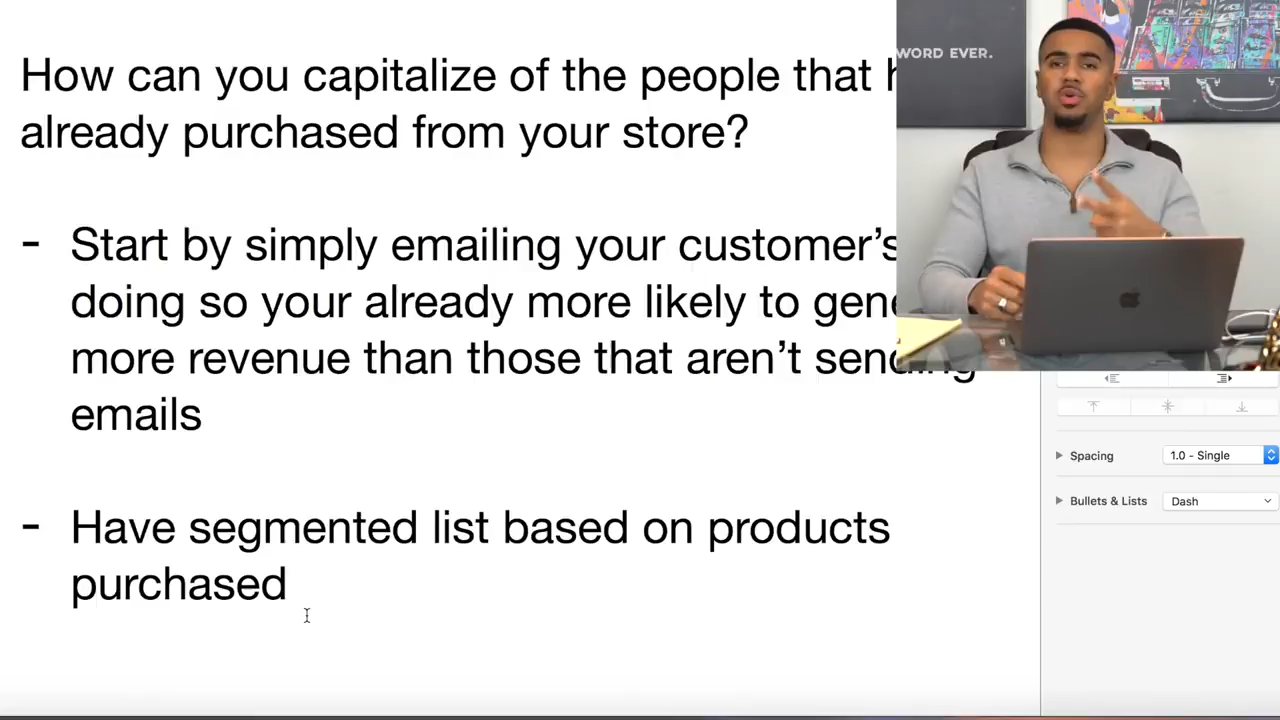 How can you capitalize of the people that
already purchased from your store?
- Start by simply emailing your customer's
doing so your already more likely to
more revenue than those that aren't sending
emails
- Have segmented list based on products
purchased
WORD EVER.
Spacing
1.0 - Single
Bullets & Lists
Dash